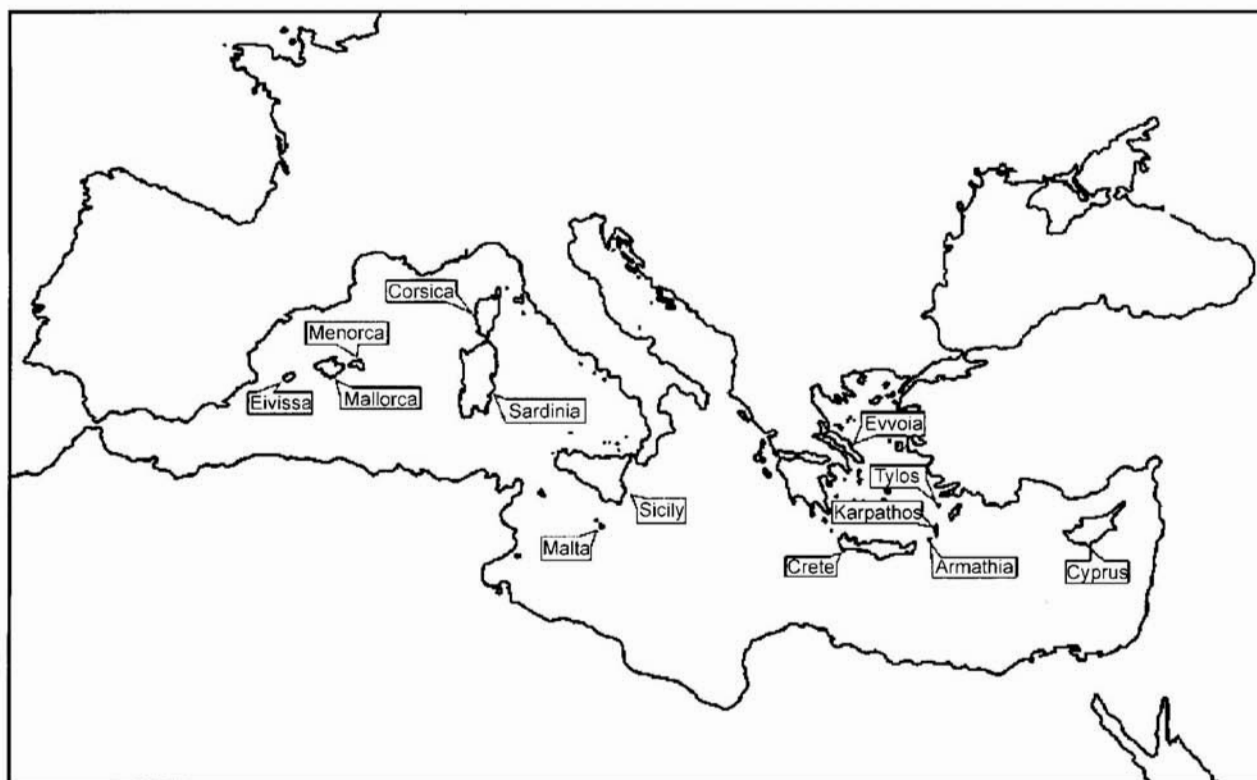 Corsica
Menorca
Eivissa
Mallorca
Sardinia
Evvoia
Tylos
Sicily
Karpathos
Malta
Crete
Armathia
Cyprus